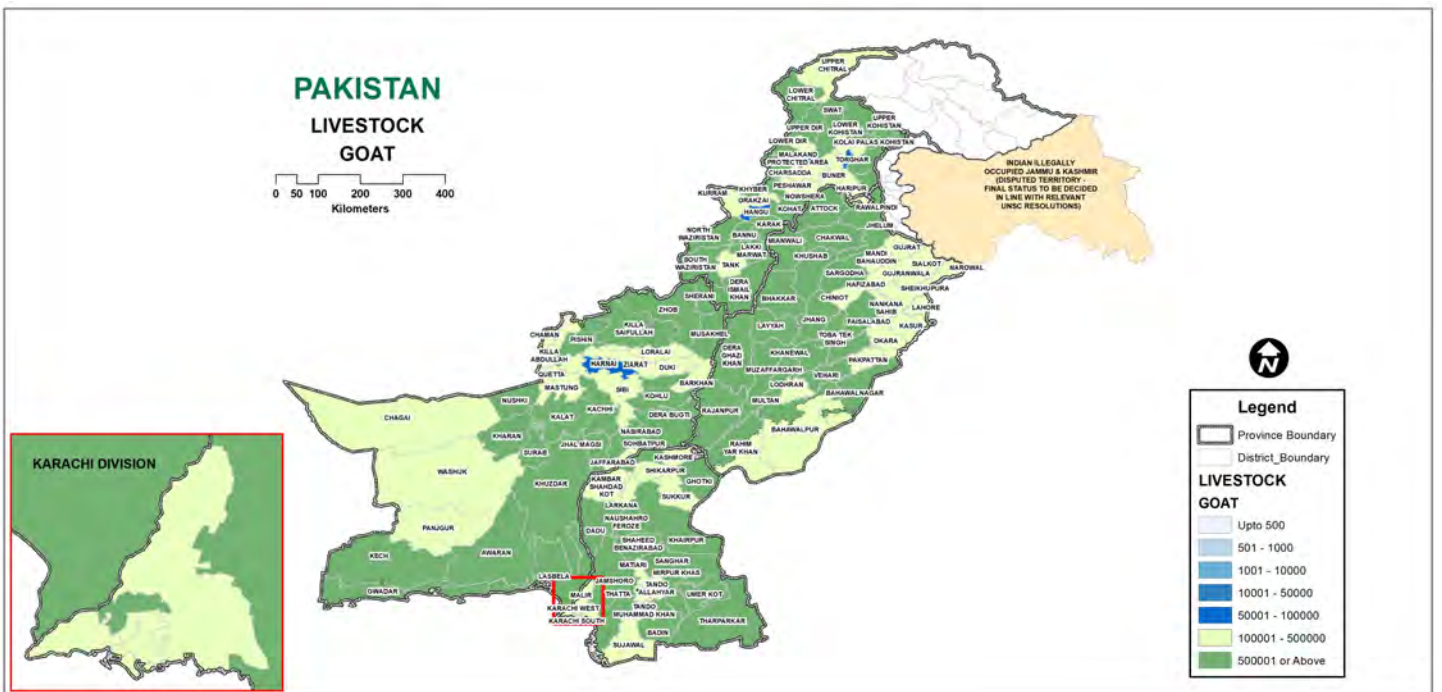 PAKISTAN
LIVESTOCK
GOAT
0 50 100 200 300 400
Kilometers
UPPER
CHITRAL
LOWER
CHITRAL
SWAT
UPPER DIR
LOWER
KOHISTAN
UPPER
KOHISTAN
LOWER DIR
KOLAI PALAS KOHISTAN
MALAKAND
PROTECTED AREA
TORGHAR
CHARSADDA
BUNER
KURRAM
KHYBER
PESHAWAR
HARIPUR
ORAKZAI
NOWSHERA
HANGU
KOHAT
ATTOCK
RAWALPINDI
KARAK
JHELUM
INDIAN ILLEGALLY
OCCUPIED JAMMU & KASHMIR
(DISPUTED TERRITORY -
FINAL STATUS TO BE DECIDED
IN LINE WITH RELEVANT
UNSC RESOLUTIONS)
NORTH
WAZIRISTAN
BANNU
MIANWALI
CHAKWAL
GUJRAT
LAKKI
MARWAT
KHUSHAB
MANDI
BAHAUDDIN
SIALKOT
NAROWAL
SOUTH
WAZIRISTAN
TANK
SARGODHA
GUJRANWALA
DERA
ISMAIL
KHAN
HAFIZABAD
SHEIKHUPURA
SHERANI
BHAKKAR
CHINIOT
NANKANA
SAHIB
LAHORE
ZHOB
LAYYAH
JHANG
FAISALABAD
KASUR
KILLA
SAIFULLAH
MUSAKHEL
TOBA TEK
SINGH
OKARA
CHAMAN
PISHIN
DERA
GHAZI
KHAN
KHANEWAL
PAKPATTAN
KILLA
ABDULLAH
LORALAI
HARNAI
ZIARAT
DUKI
MUZAFFARGARH
VEHARI
QUETTA
LODHRAN
BAHAWALNAGAR
MASTUNG
SIBI
BARKHAN
KOHLU
MULTAN
NUSHKI
CHAGAI
KALAT
KACHHI
DERA BUGTI
RAJANPUR
BAHAWALPUR
KHARAN
NASIRABAD
JHAL MAGSI
SOHBATPUR
RAHIM
YAR KHAN
SURAB
JAFFARABAD
KASHMORE
WASHUK
KHUZDAR
KAMBAR
SHAHDAD
KOT
SHIKARPUR
GHOTKI
SUKKUR
LARKANA
PANJGUR
NAUSHAHRO
FEROZE
DADU
KHAIRPUR
AWARAN
SHAHEED
BENAZIRABAD
KECH
MATIARI
SANGHAR
MIRPUR KHAS
LASBELA
JAMSHORO
GWADAR
MALIR
THATTA
TANDO
ALLAHYAR
UMER KOT
KARACHI WEST
TANDO
MUHAMMAD KHAN
KARACHI SOUTH
THARPARKAR
BADIN
SUJAWAL
KARACHI DIVISION
N
Legend
Province Boundary
District_Boundary
LIVESTOCK
GOAT
Upto 500
501 - 1000
1001 - 10000
10001 - 50000
50001 - 100000
100001 - 500000
500001 or Above